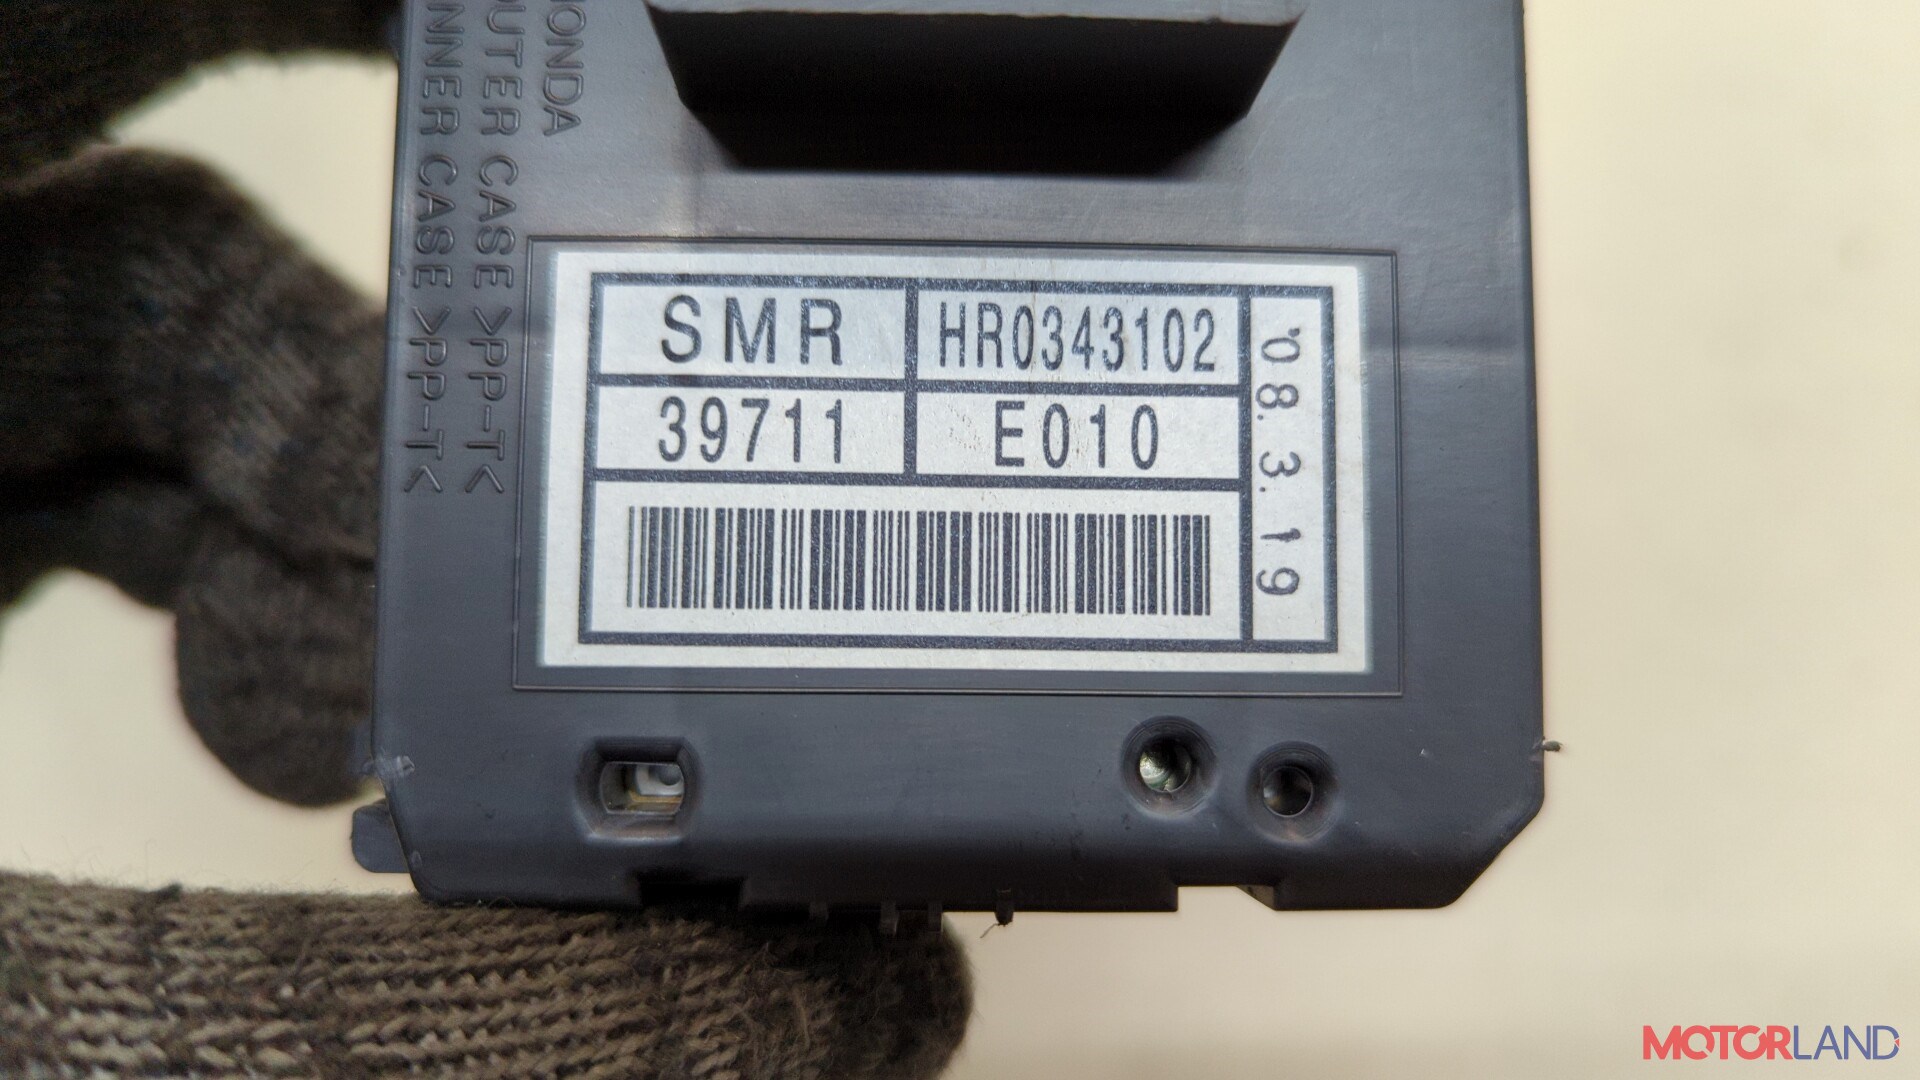 HONDA
OUTER CASE >PP-T<
INNER CASE >PP-T<
SMR HR0343102
39711 E010
'08. 3. 19
MOTORLAND